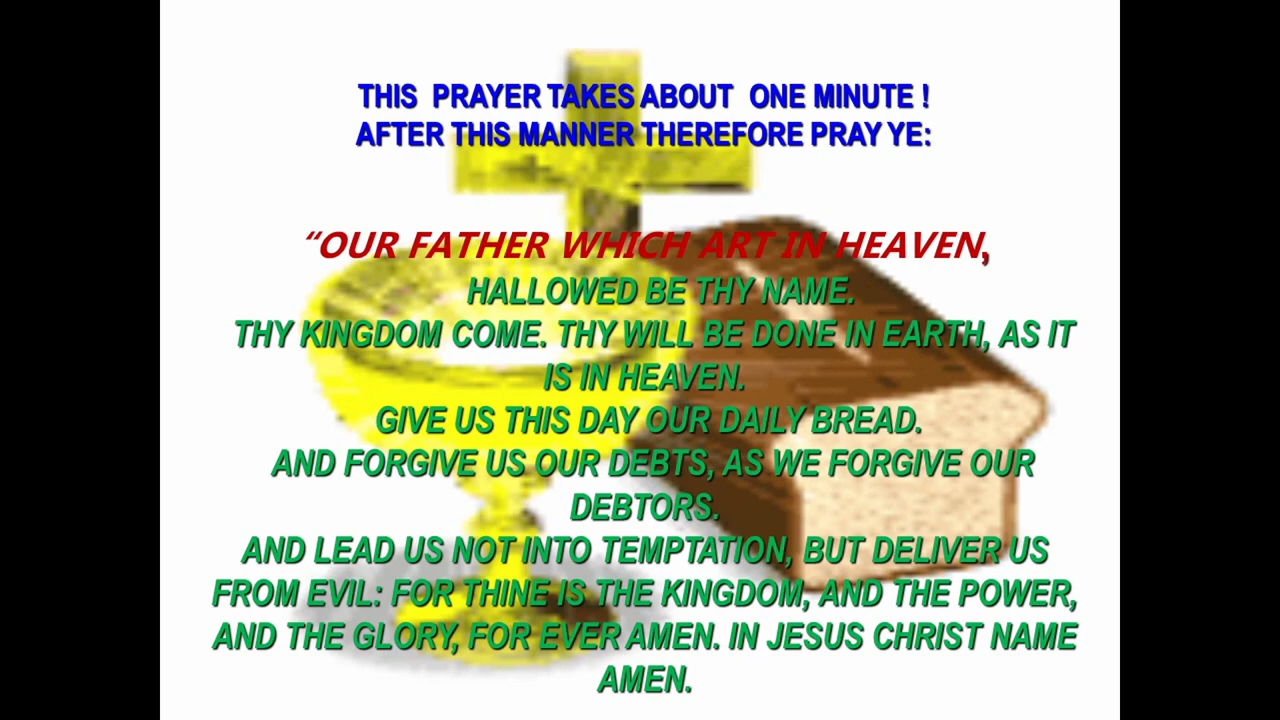 THIS PRAYER TAKES ABOUT ONE MINUTE !
AFTER THIS MANNER THEREFORE PRAY YE:
“OUR FATHER WHICH ART IN HEAVEN,
HALLOWED BE THY NAME.
THY KINGDOM COME. THY WILL BE DONE IN EARTH, AS IT
IS IN HEAVEN.
GIVE US THIS DAY OUR DAILY BREAD.
AND FORGIVE US OUR DEBTS, AS WE FORGIVE OUR
DEBTORS.
AND LEAD US NOT INTO TEMPTATION, BUT DELIVER US
FROM EVIL: FOR THINE IS THE KINGDOM, AND THE POWER,
AND THE GLORY, FOR EVER AMEN. IN JESUS CHRIST NAME
AMEN.